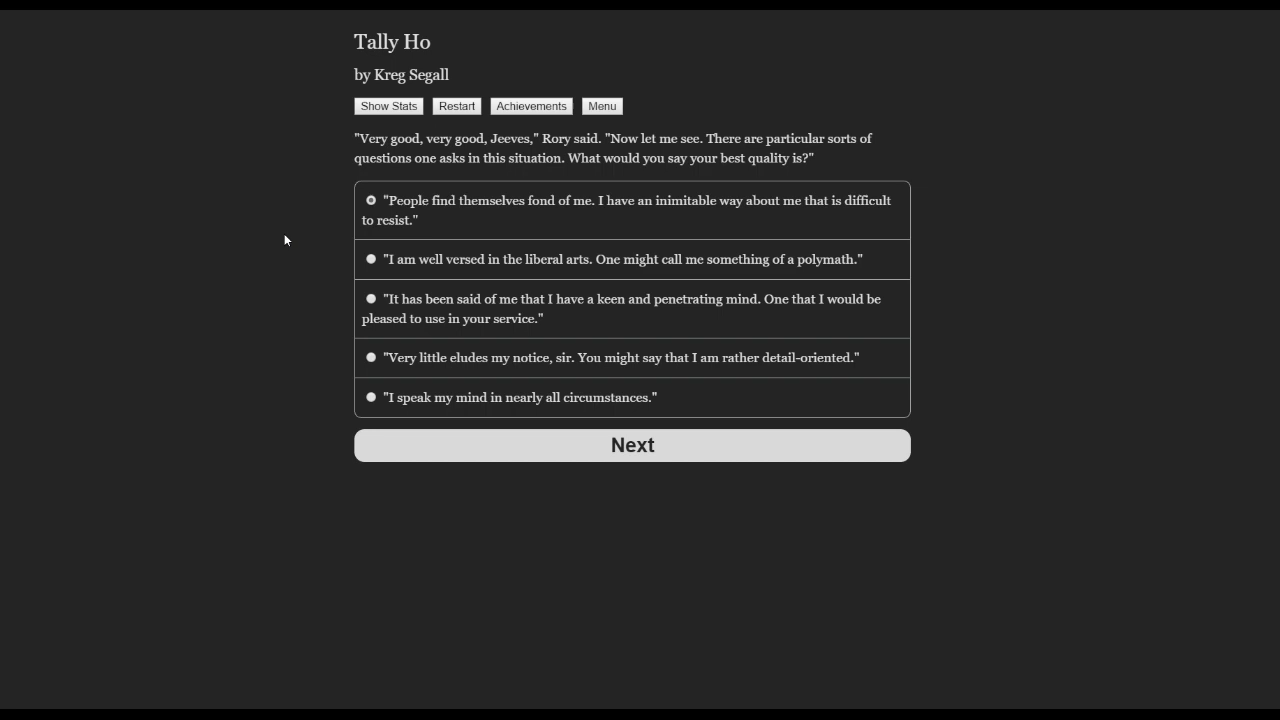 Tally Ho
by Kreg Segall
Show Stats Restart Achievements Menu
"Very good, very good, Jeeves," Rory said. "Now let me see. There are particular sorts of
questions one asks in this situation. What would you say your best quality is?"
"People find themselves fond of me. I have an inimitable way about me that is difficult
to resist."
"I am well versed in the liberal arts. One might call me something of a polymath."
"It has been said of me that I have a keen and penetrating mind. One that I would be
pleased to use in your service."
"Very little eludes my notice, sir. You might say that I am rather detail-oriented."
"I speak my mind in nearly all circumstances."
Next